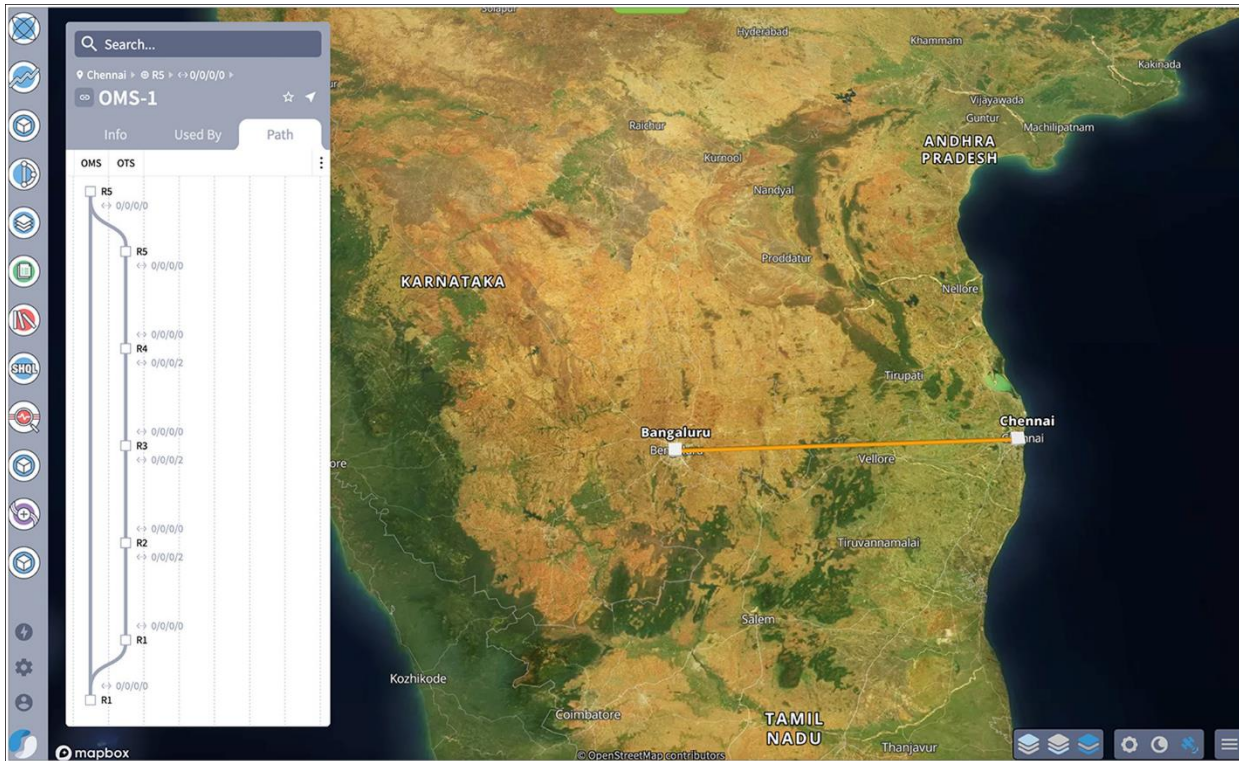 Search...
Chennai R5 0/0/0/0
OMS-1
Info Used By Path
OMS OTS
R5
0/0/0/0
R5
0/0/0/0
0/0/0/0
R4
0/0/0/2
0/0/0/0
R3
0/0/0/2
0/0/0/0
R2
0/0/0/2
0/0/0/0
R1
0/0/0/0
R1
SHQL
mapbox
Solapur
Hyderabad
Khammam
Kakinada
Vijayawada
Guntur
Machilipatnam
Raichur
ANDHRA
PRADESH
Kurnool
Nandyal
Proddatur
KARNATAKA
Nellore
Tirupati
Chennai
Bangaluru
Vellore
Tiruvannamalai
Salem
Kozhikode
Coimbatore
TAMIL
NADU
Thanjavur
© OpenStreetMap contributors